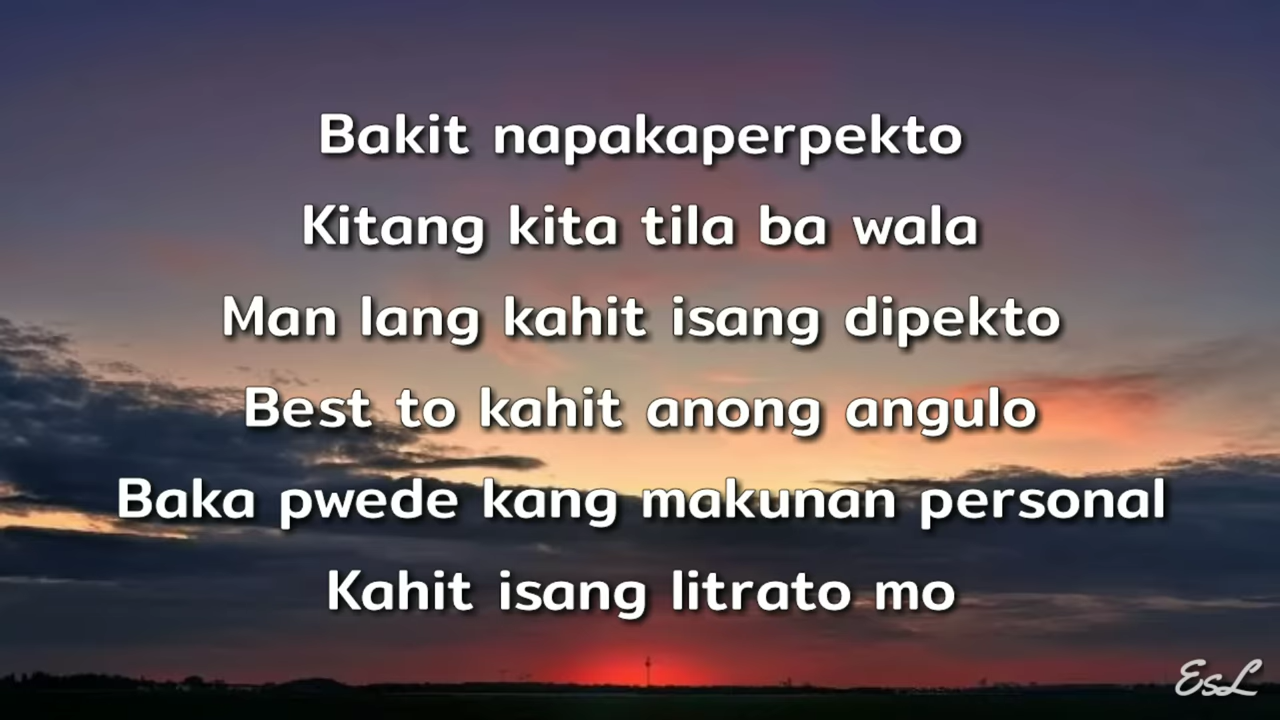 Bakit napakaperpekto
Kitang kita tila ba wala
Man lang kahit isang dipekto
Best to kahit anong angulo
Baka pwede kang makunan personal
Kahit isang litrato mo
EsL